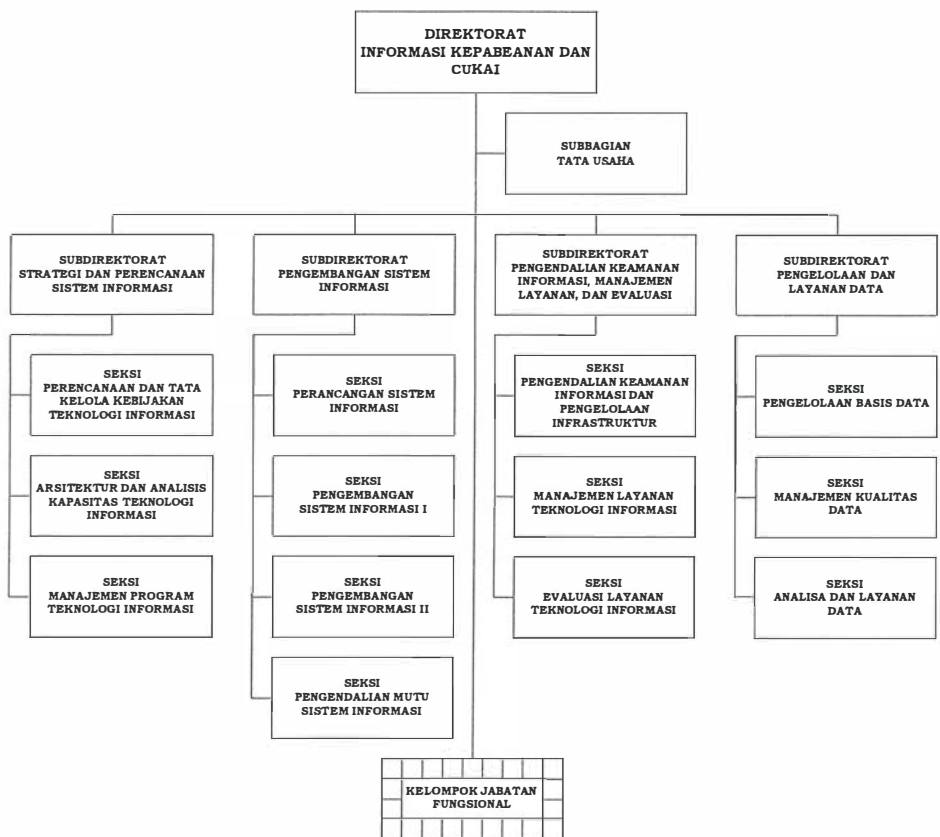 DIREKTORAT
INFORMASI KEPABEANAN DAN
CUKAI
SUBBAGIAN
TATA USAHA
SUBDIREKTORAT
STRATEGI DAN PERENCANAAN
SISTEM INFORMASI
SUBDIREKTORAT
PENGEMBANGAN SISTEM
INFORMASI
SUBDIREKTORAT
PENGENDALIAN KEAMANAN
INFORMASI, MANAJEMEN
LAYANAN, DAN EVALUASI
SUBDIREKTORAT
PENGELOLAAN DAN
LAYANAN DATA
SEKSI
PERENCANAAN DAN TATA
KELOLA KEBIJAKAN
TEKNOLOGI INFORMASI
SEKSI
PERANCANGAN SISTEM
INFORMASI
SEKSI
PENGENDALIAN KEAMANAN
INFORMASI DAN
PENGELOLAAN
INFRASTRUKTUR
SEKSI
PENGELOLAAN BASIS DATA
SEKSI
ARSITEKTUR DAN ANALISIS
KAPASITAS TEKNOLOGI
INFORMASI
SEKSI
PENGEMBANGAN
SISTEM INFORMASI I
SEKSI
MANAJEMEN LAYANAN
TEKNOLOGI INFORMASI
SEKSI
MANAJEMEN KUALITAS
DATA
SEKSI
MANAJEMEN PROGRAM
TEKNOLOGI INFORMASI
SEKSI
PENGEMBANGAN
SISTEM INFORMASI II
SEKSI
EVALUASI LAYANAN
TEKNOLOGI INFORMASI
SEKSI
ANALISA DAN LAYANAN
DATA
SEKSI
PENGENDALIAN MUTU
SISTEM INFORMASI
KELOMPOK JABATAN
FUNGSIONAL